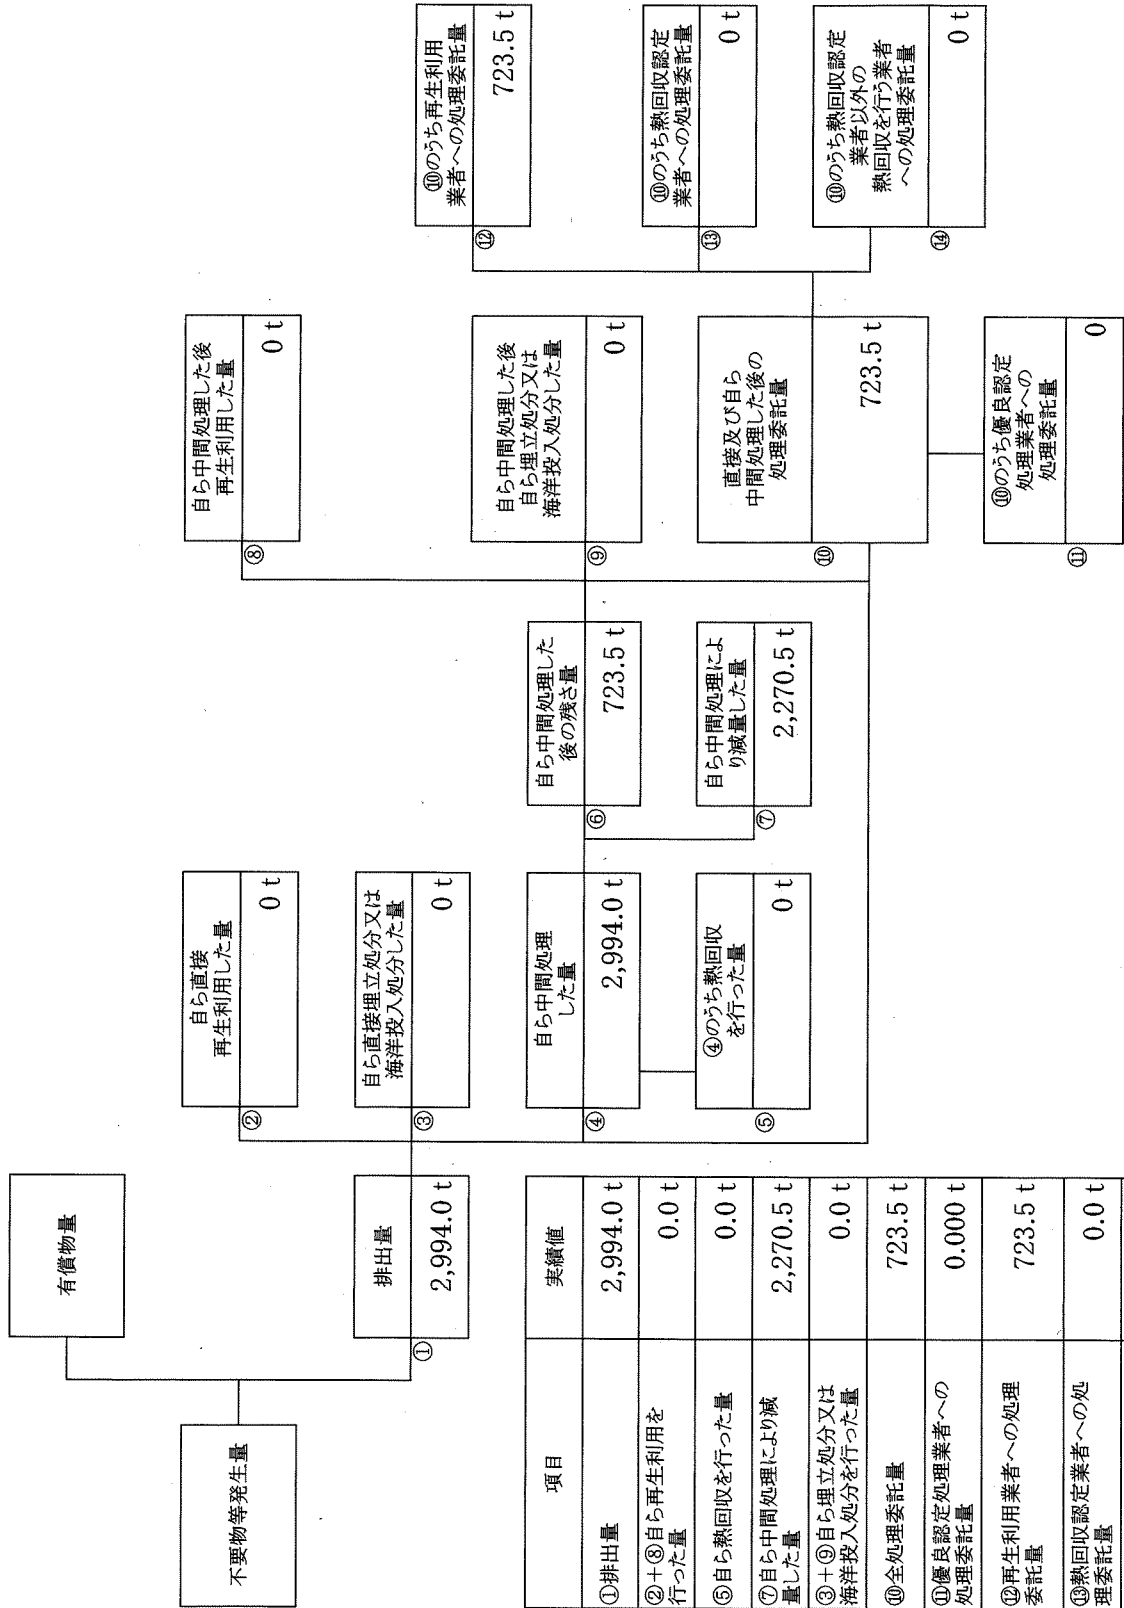 不要物等発生量
有償物量
①
排出量
2,994.0 t
②
自ら直接
再生利用した量
0 t
③
自ら直接埋立処分又は
海洋投入処分した量
0 t
④
自ら中間処理
した量
2,994.0 t
⑤
④のうち熱回収
を行った量
0 t
⑥
自ら中間処理した
後の残さ量
723.5 t
⑦
自ら中間処理によ
り減量した量
2,270.5 t
⑧
自ら中間処理した後
再生利用した量
0 t
⑨
自ら中間処理した後
自ら埋立処分又は
海洋投入処分した量
0 t
⑩
直接及び自ら
中間処理した後の
処理委託量
723.5 t
⑪
⑩のうち優良認定
処理業者への
処理委託量
0
⑫
⑩のうち再生利用
業者への処理委託量
723.5 t
⑬
⑩のうち熱回収認定
業者への処理委託量
0 t
⑭
⑩のうち熱回収認定
業者以外の
熱回収を行う業者
への処理委託量
0 t
項目 実績値
①排出量 2,994.0 t
②+⑧自ら再生利用を
行った量 0.0 t
⑤自ら熱回収を行った量 0.0 t
⑦自ら中間処理により減
量した量 2,270.5 t
③+⑨自ら埋立処分又は
海洋投入処分を行った量 0.0 t
⑩全処理委託量 723.5 t
⑪優良認定処理業者への
処理委託量 0.000 t
⑫再生利用業者への処理
委託量 723.5 t
⑬熱回収認定業者への処
理委託量 0.0 t